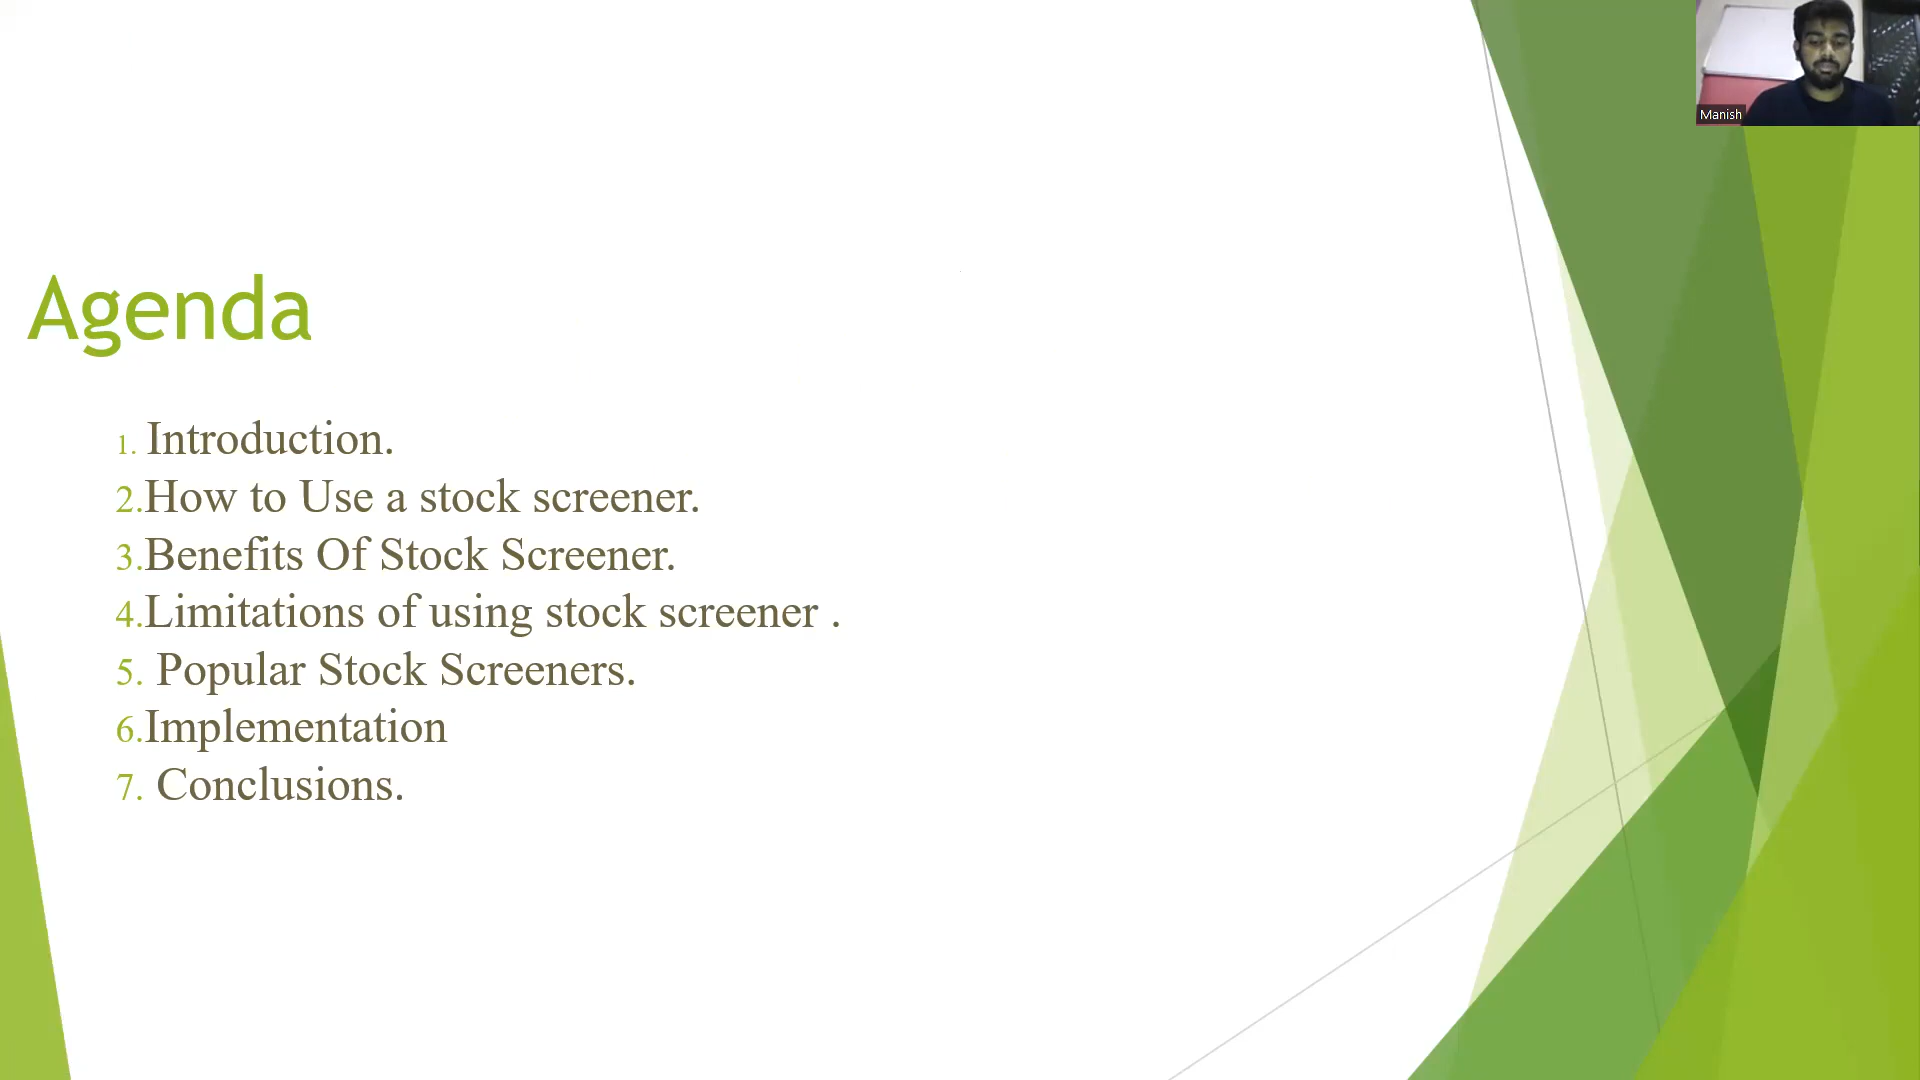 Manish
Agenda
1. Introduction.
2.How to Use a stock screener.
3.Benefits Of Stock Screener.
4.Limitations of using stock screener .
5. Popular Stock Screeners.
6.Implementation
7. Conclusions.